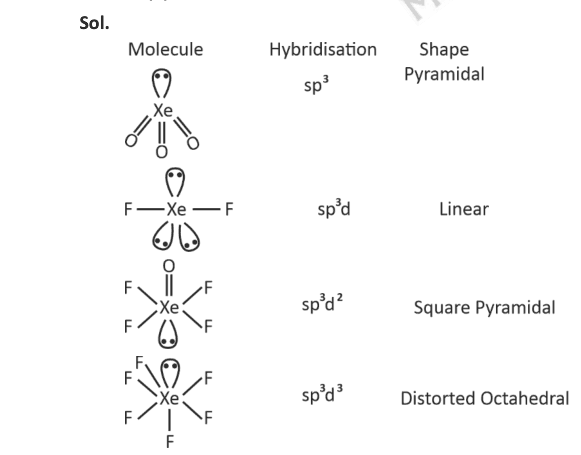 Sol.
Molecule Hybridisation Shape
Xe
O O O
sp³
Pyramidal
F Xe F
sp³d
Linear
O
F F
Xe
F F
sp³d²
Square Pyramidal
F
F F
Xe
F F
F
sp³d³
Distorted Octahedral